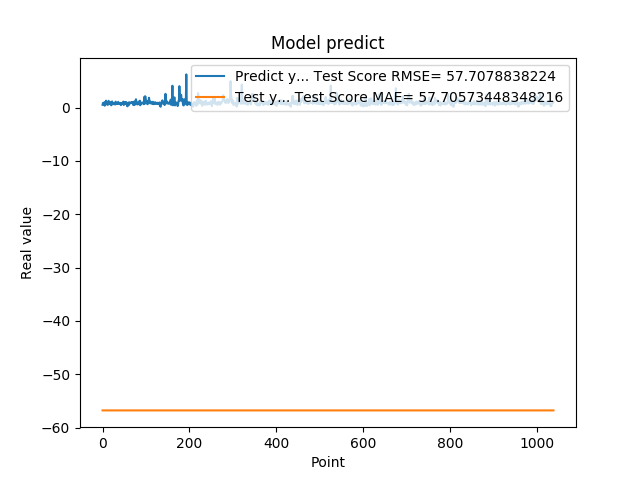 Model predict
Predict y... Test Score RMSE= 57.7078838224
Test y... Test Score MAE= 57.70573448348216
Real value
0
−10
−20
−30
−40
−50
−60
0 200 400 600 800 1000
Point